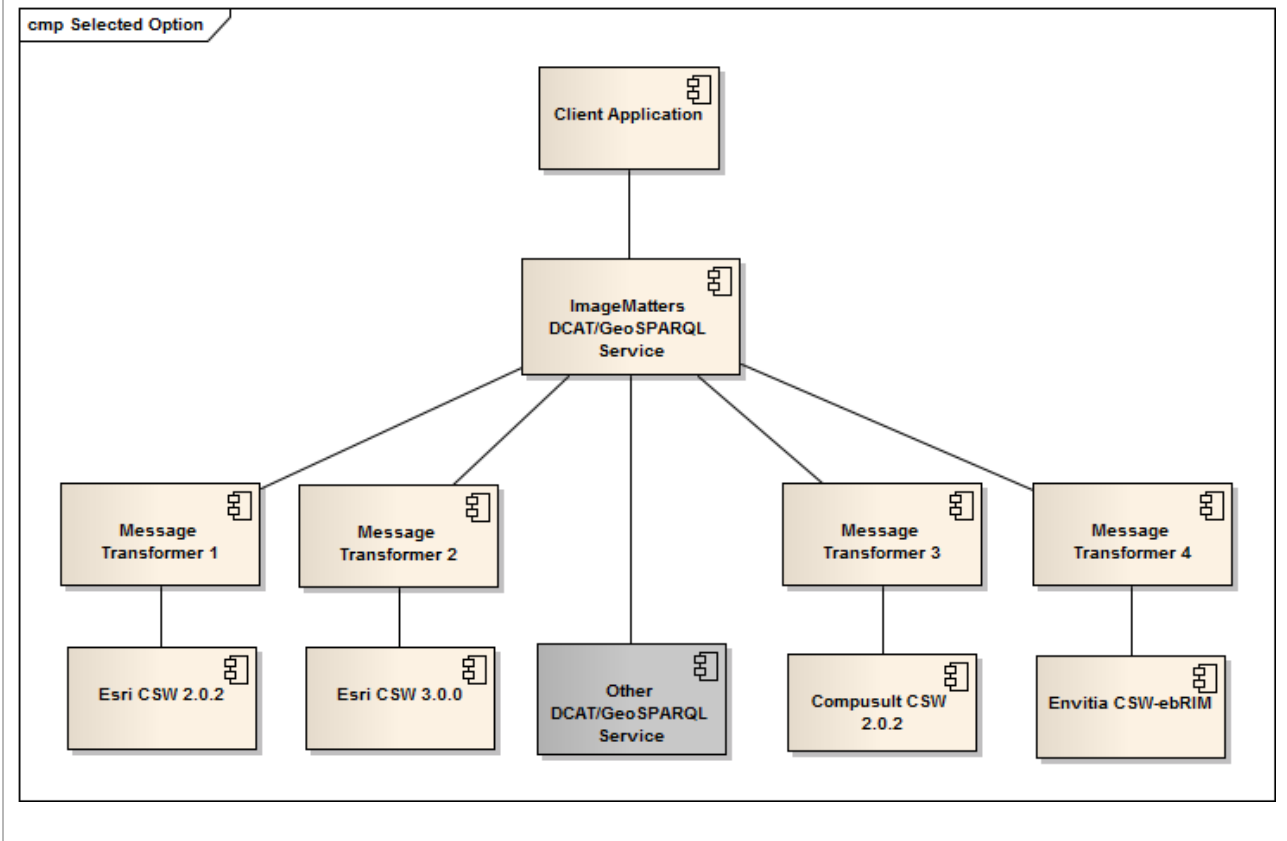 cmp Selected Option
Client Application
ImageMatters
DCAT/GeoSPARQL
Service
Message
Transformer 1
Message
Transformer 2
Message
Transformer 3
Message
Transformer 4
Esri CSW 2.0.2
Esri CSW 3.0.0
Other
DCAT/GeoSPARQL
Service
Compusult CSW
2.0.2
Envitia CSW-ebRIM